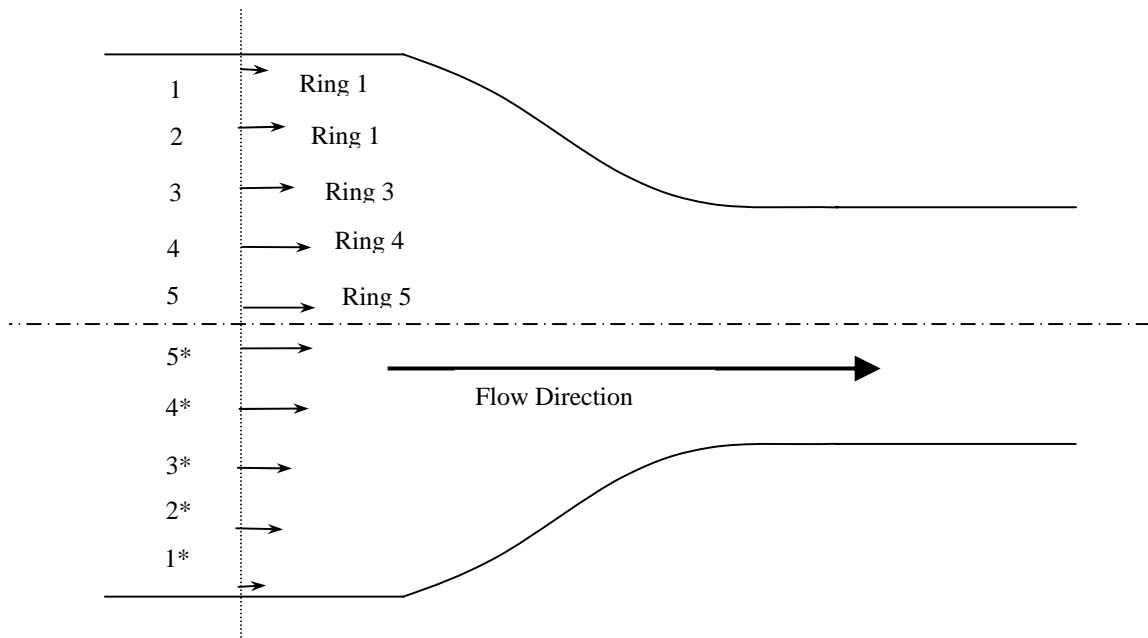 1 Ring 1
2 Ring 1
3 Ring 3
4 Ring 4
5 Ring 5
5*
Flow Direction
4*
3*
2*
1*